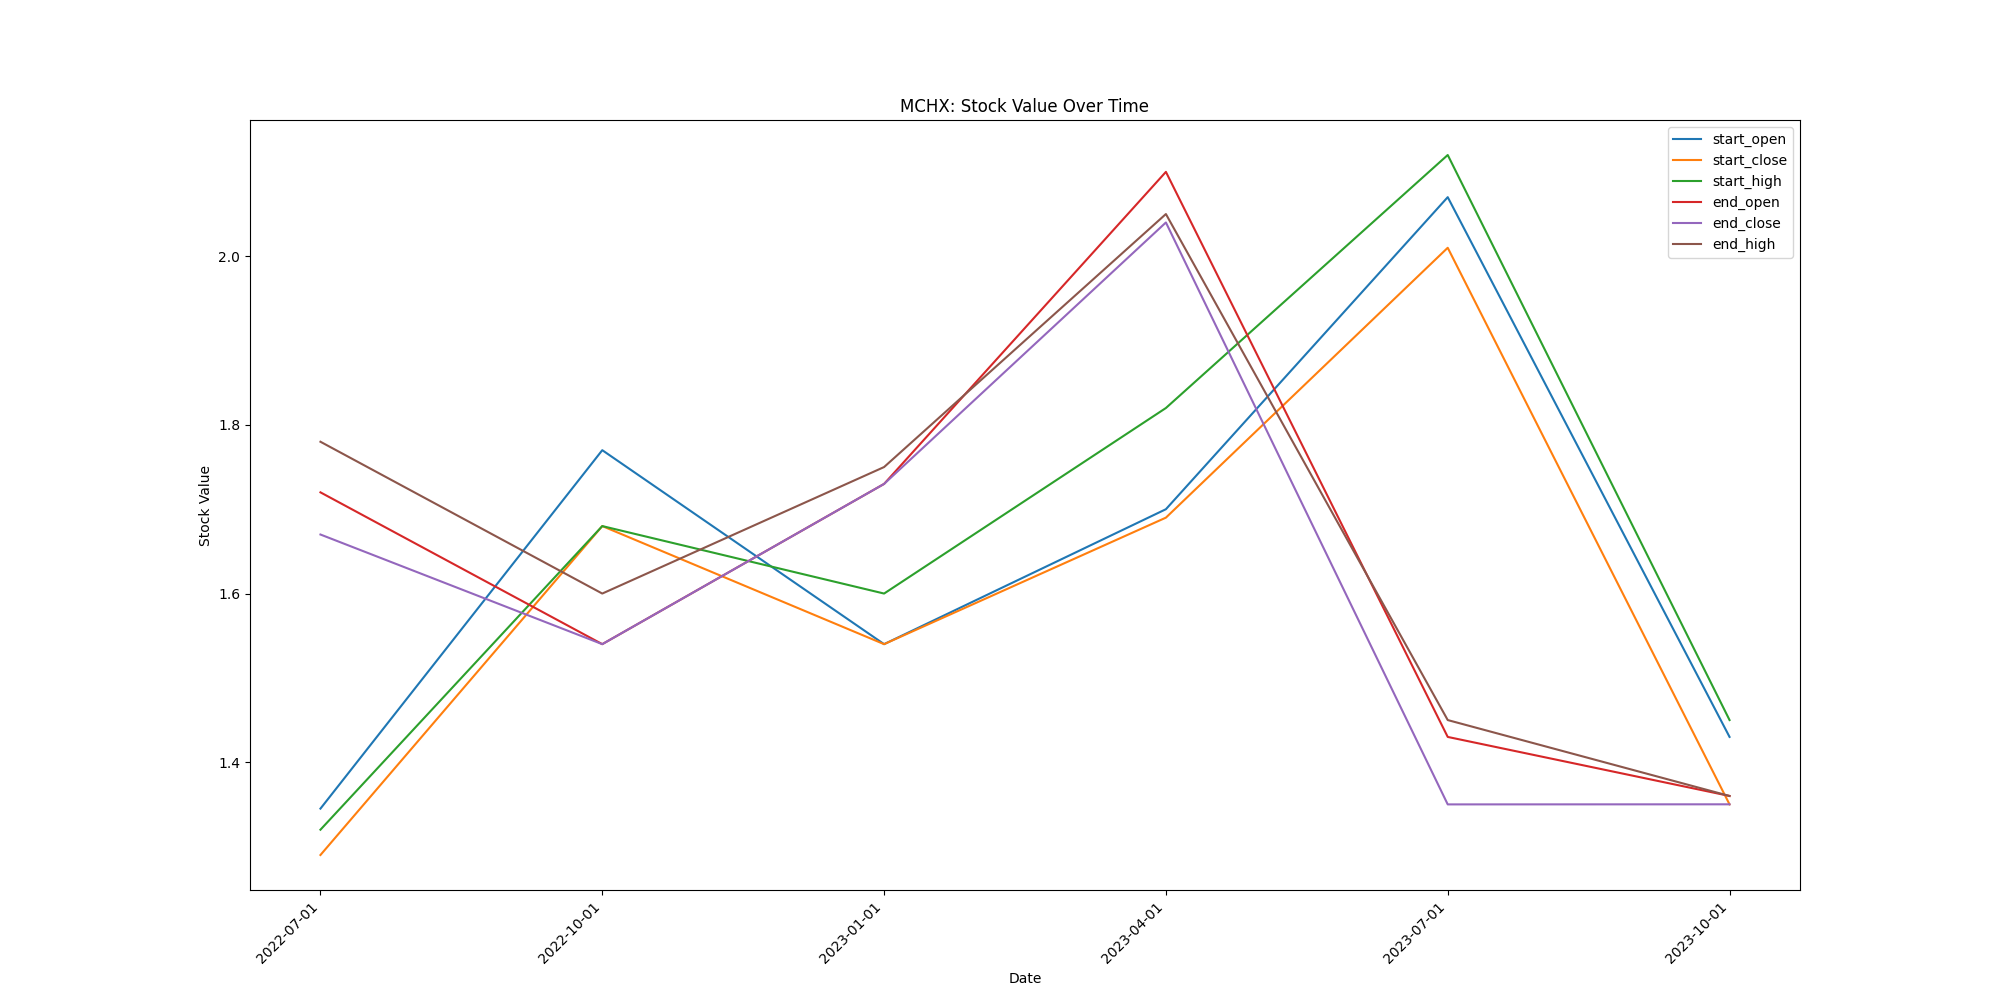 MCHX: Stock Value Over Time
start_open
start_close
start_high
end_open
end_close
end_high
Stock Value
2.0
1.8
1.6
1.4
2022-07-01
2022-10-01
2023-01-01
2023-04-01
2023-07-01
2023-10-01
Date